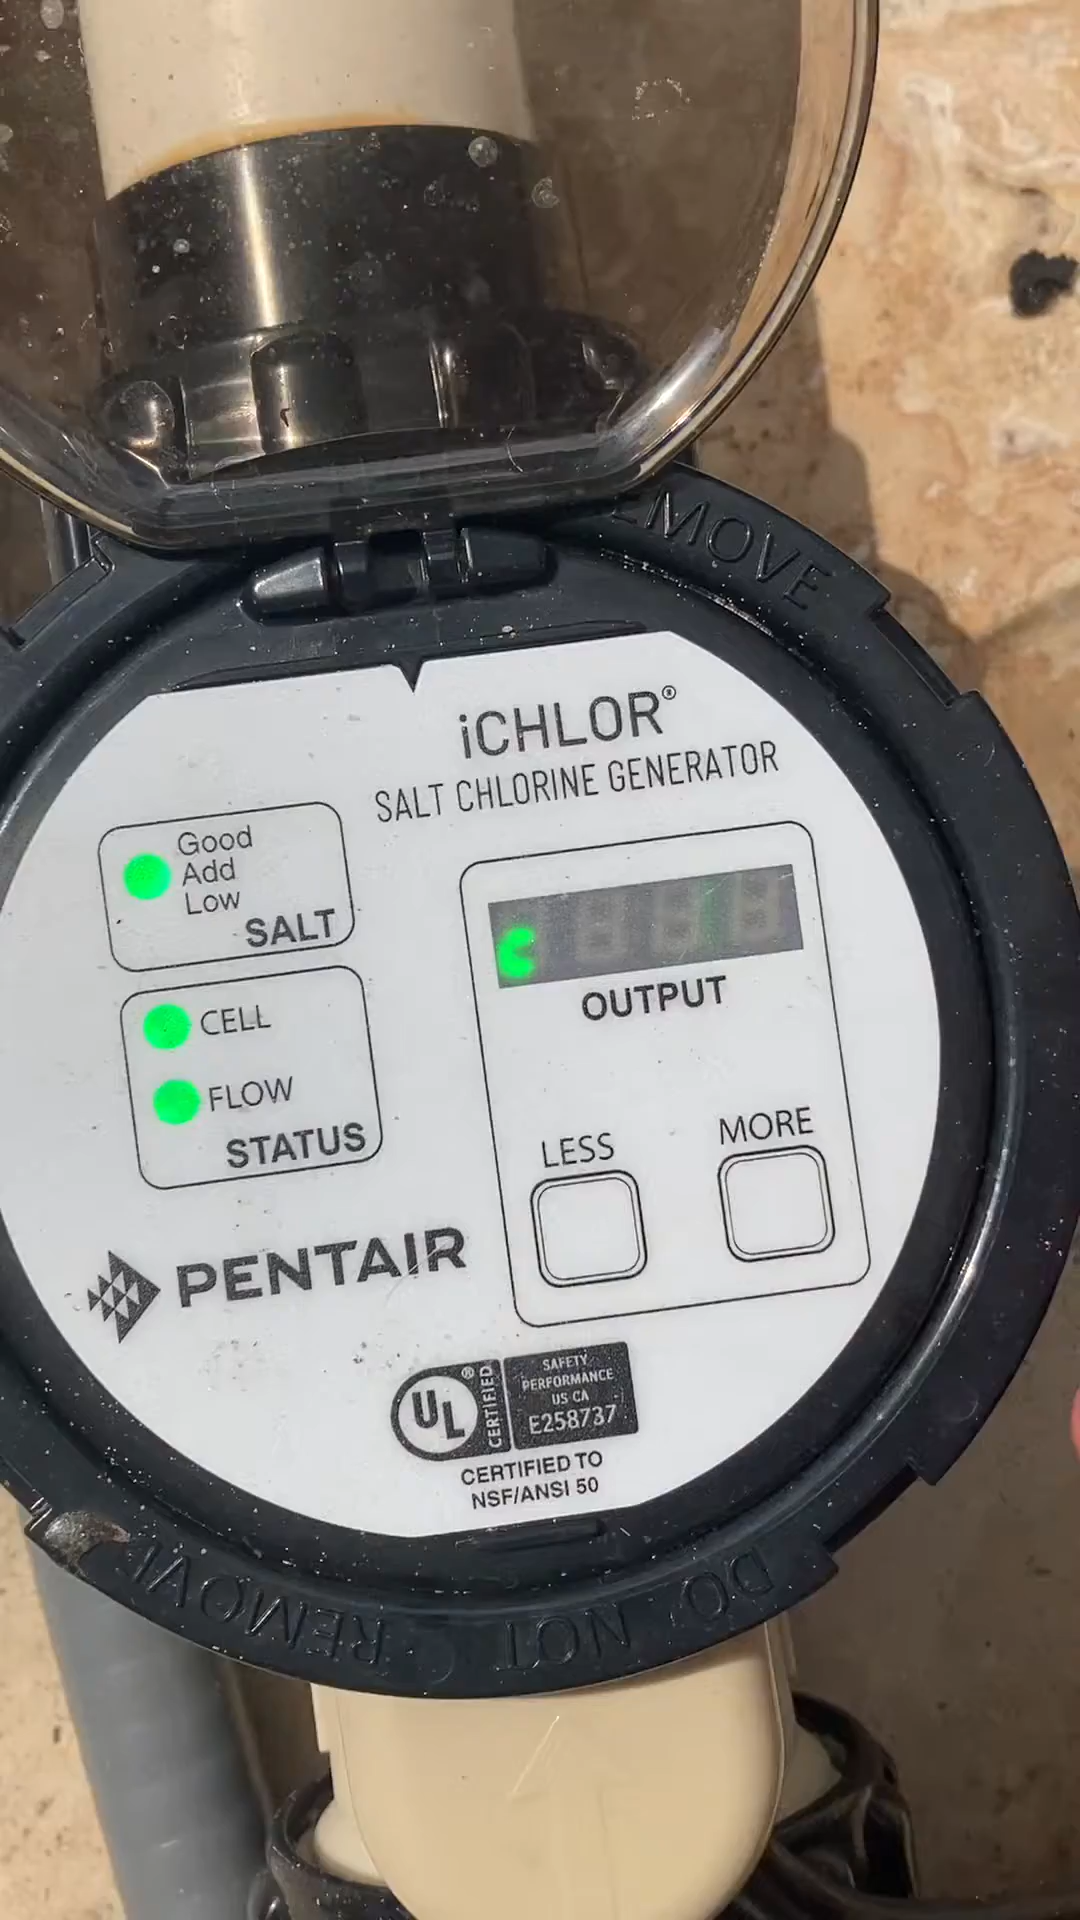 EMOVE
iCHLOR®
SALT CHLORINE GENERATOR
Good
Add
Low
SALT
CELL
FLOW
STATUS
OUTPUT
LESS
MORE
PENTAIR
UL ® CERTIFIED
SAFETY
PERFORMANCE
US CA
E258737
CERTIFIED TO
NSF/ANSI 50
DO NOT REMOVE